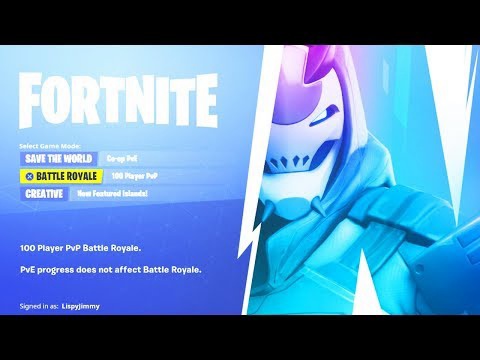 FORTNITE
Select Game Mode:
SAVE THE WORLD Co-op PvE
BATTLE ROYALE 100 Player PvP
CREATIVE New Featured Islands!
100 Player PvP Battle Royale.
PvE progress does not affect Battle Royale.
Signed in as: LispyJimmy